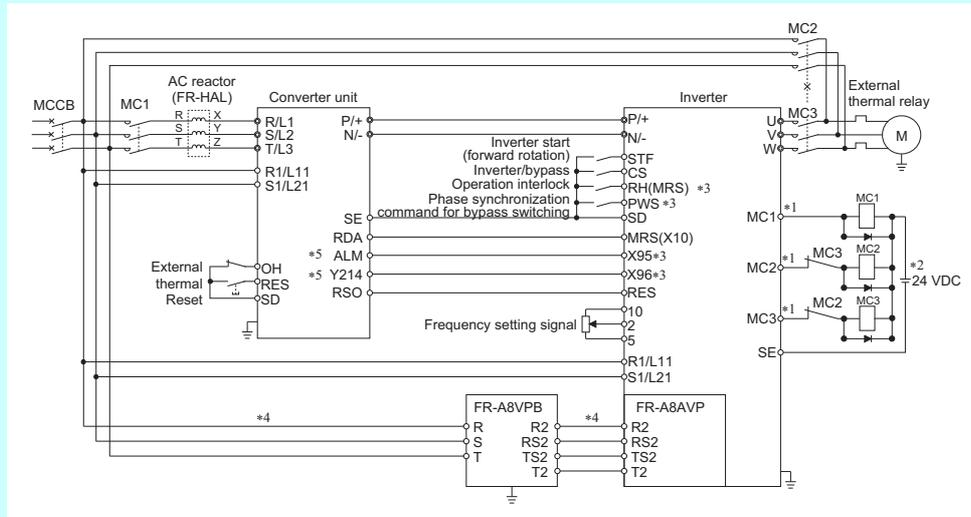 MC2
AC reactor
(FR-HAL)
MCCB
MC1
Converter unit
Inverter
External
thermal relay
R X
S Y
T Z
R/L1
S/L2
T/L3
R1/L11
S1/L21
P/+
N/-
P/+
N/-
MC3
U
V
W
M
Inverter start
(forward rotation)
Inverter/bypass
Operation interlock
Phase synchronization
command for bypass switching
STF
CS
RH(MRS) *3
PWS *3
SD
SE
RDA
*5 ALM
*5 Y214
RSO
MRS(X10)
X95*3
X96*3
RES
External
thermal
Reset
OH
RES
SD
Frequency setting signal
10
2
5
R1/L11
S1/L21
MC1
*1
MC1
MC2
*1
MC3
MC2
*2
24 VDC
MC3
*1
MC2
MC3
SE
*4
FR-A8VPB
*4
FR-A8AVP
R
S
T
R2
RS2
TS2
T2
R2
RS2
TS2
T2